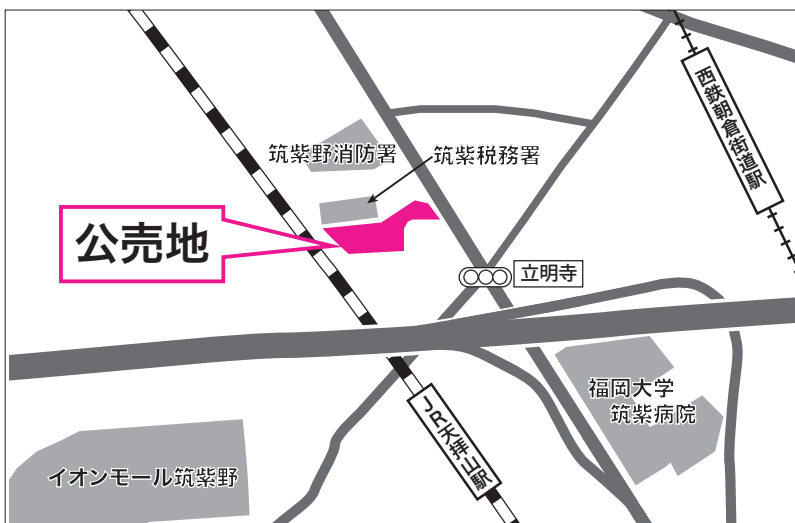 西鉄朝倉街道駅
筑紫野消防署
筑紫税務署
公売地
立明寺
福岡大学
筑紫病院
JR天拝山駅
イオンモール筑紫野